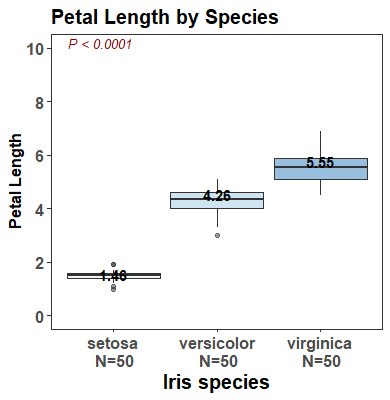 Petal Length by Species
P < 0.0001
Petal Length
10
8
6
4
2
0
5.55
4.26
1.46
setosa versicolor virginica
N=50 N=50 N=50
Iris species